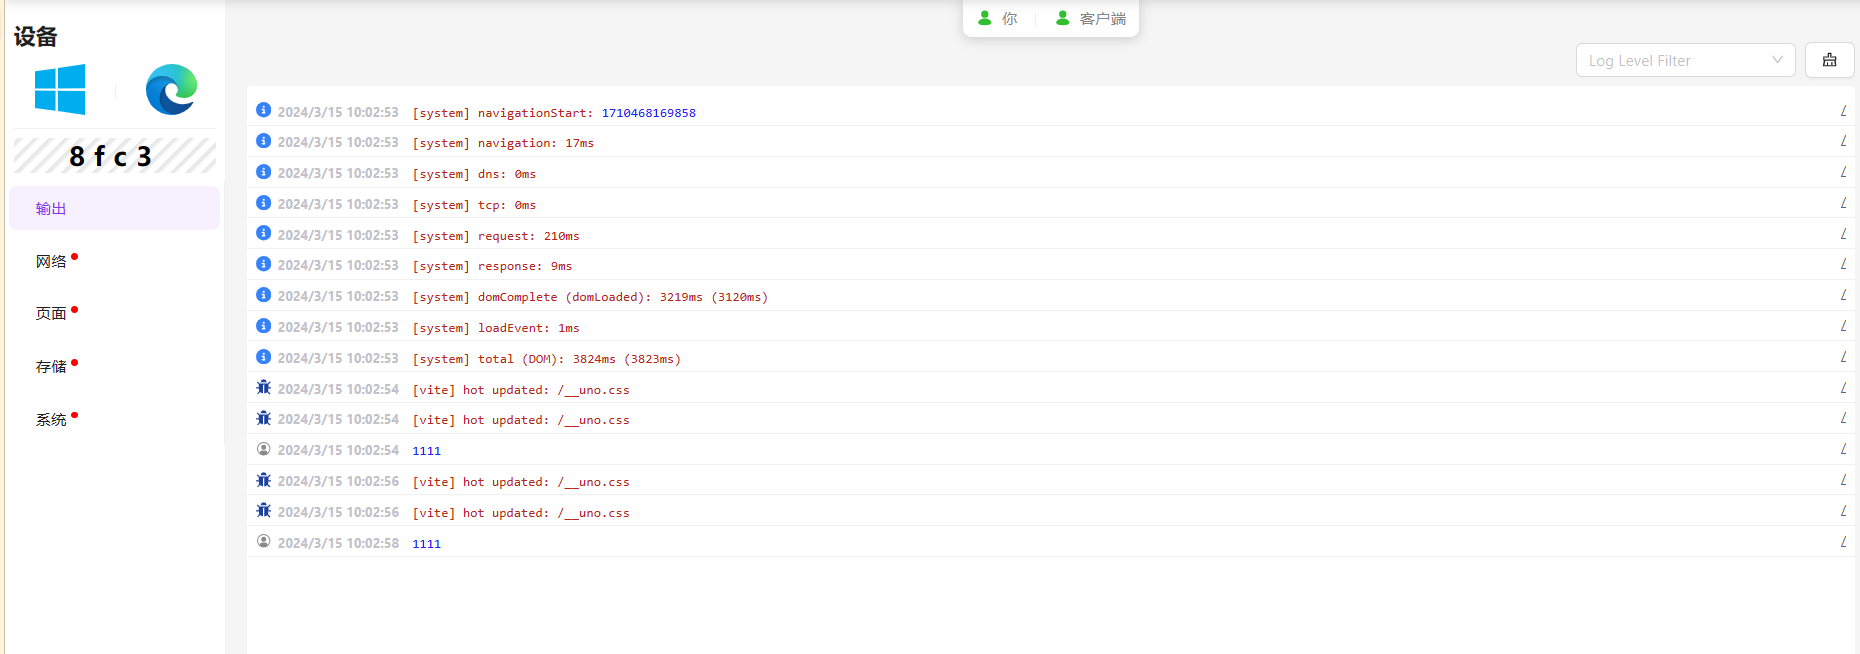 你 客户端
设备
8fc3
输出
网络
页面
存储
系统
Log Level Filter
2024/3/15 10:02:53 [system] navigationStart: 1710468169858 /
2024/3/15 10:02:53 [system] navigation: 17ms /
2024/3/15 10:02:53 [system] dns: 0ms /
2024/3/15 10:02:53 [system] tcp: 0ms /
2024/3/15 10:02:53 [system] request: 210ms /
2024/3/15 10:02:53 [system] response: 9ms /
2024/3/15 10:02:53 [system] domComplete (domLoaded): 3219ms (3120ms) /
2024/3/15 10:02:53 [system] loadEvent: 1ms /
2024/3/15 10:02:53 [system] total (DOM): 3824ms (3823ms) /
2024/3/15 10:02:54 [vite] hot updated: /__uno.css /
2024/3/15 10:02:54 [vite] hot updated: /__uno.css /
2024/3/15 10:02:54 1111 /
2024/3/15 10:02:56 [vite] hot updated: /__uno.css /
2024/3/15 10:02:56 [vite] hot updated: /__uno.css /
2024/3/15 10:02:58 1111 /